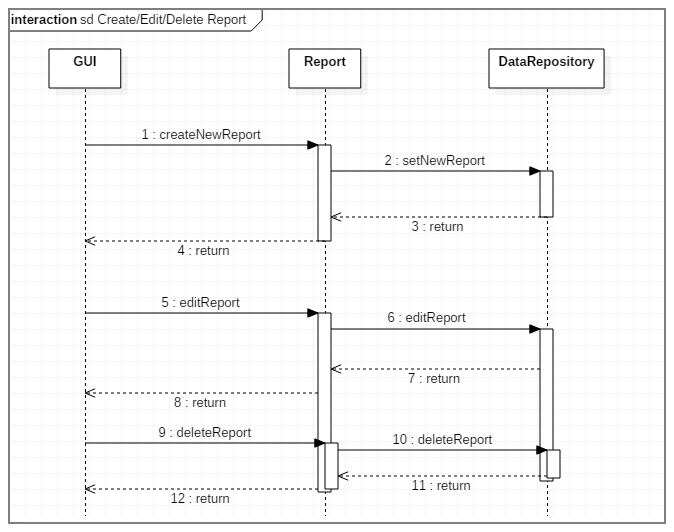 interaction sd Create/Edit/Delete Report
GUI
Report
DataRepository
1 : createNewReport
2 : setNewReport
3 : return
4 : return
5 : editReport
6 : editReport
7 : return
8 : return
9 : deleteReport
10 : deleteReport
11 : return
12 : return